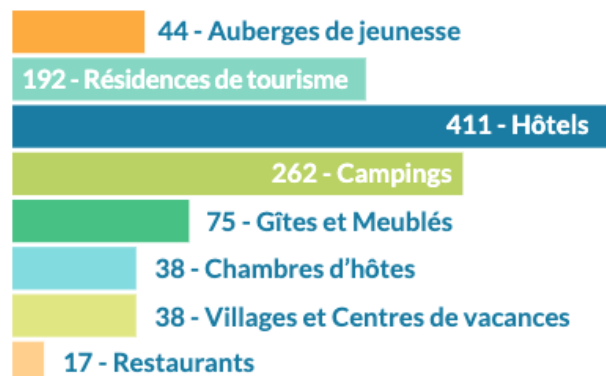 44 - Auberges de jeunesse
192 - Résidences de tourisme
411 - Hôtels
262 - Campings
75 - Gîtes et Meublés
38 - Chambres d'hôtes
38 - Villages et Centres de vacances
17 - Restaurants